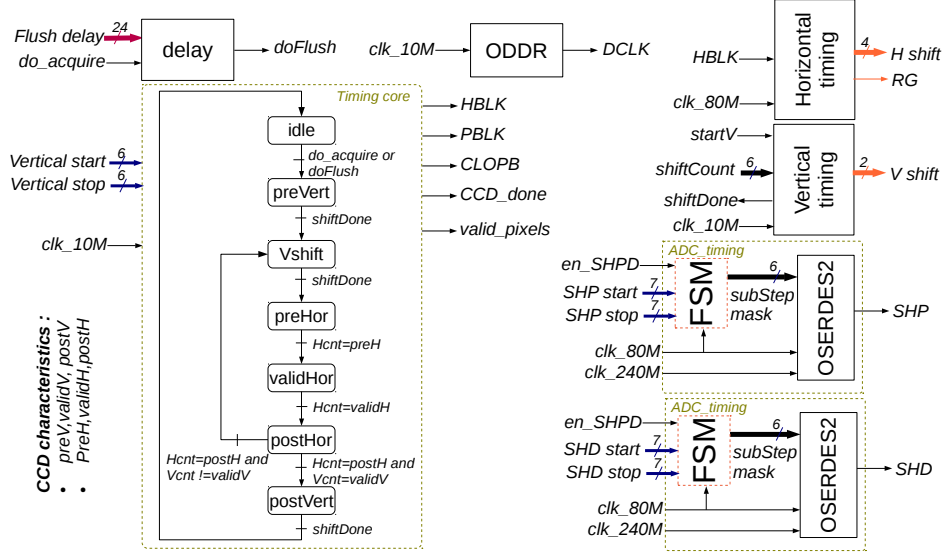 Flush delay
24
do_acquire
delay
doFlush
clk_10M
ODDR
DCLK
HBLK
clk_80M
Horizontal
timing
4
H shift
RG
startV
shiftCount
6
shiftDone
clk_10M
Vertical
timing
2
V shift
Timing core
Vertical start
6
Vertical stop
6
clk_10M
idle
do_acquire or
doFlush
preVert
shiftDone
Vshift
shiftDone
preHor
Hcnt=preH
validHor
Hcnt=validH
postHor
Hcnt=postH and
Vcnt !=validV
Hcnt=postH and
Vcnt=validV
postVert
shiftDone
HBLK
PBLK
CLOPB
CCD_done
valid_pixels
CCD characteristics :
• preV,validV, postV
• PreH,validH,postH
ADC_timing
en_SHPD
SHP start
7
SHP stop
7
FSM
6
subStep
mask
OSERDES2
SHP
clk_80M
clk_240M
ADC_timing
en_SHPD
SHD start
7
SHD stop
7
FSM
6
subStep
mask
OSERDES2
SHD
clk_80M
clk_240M